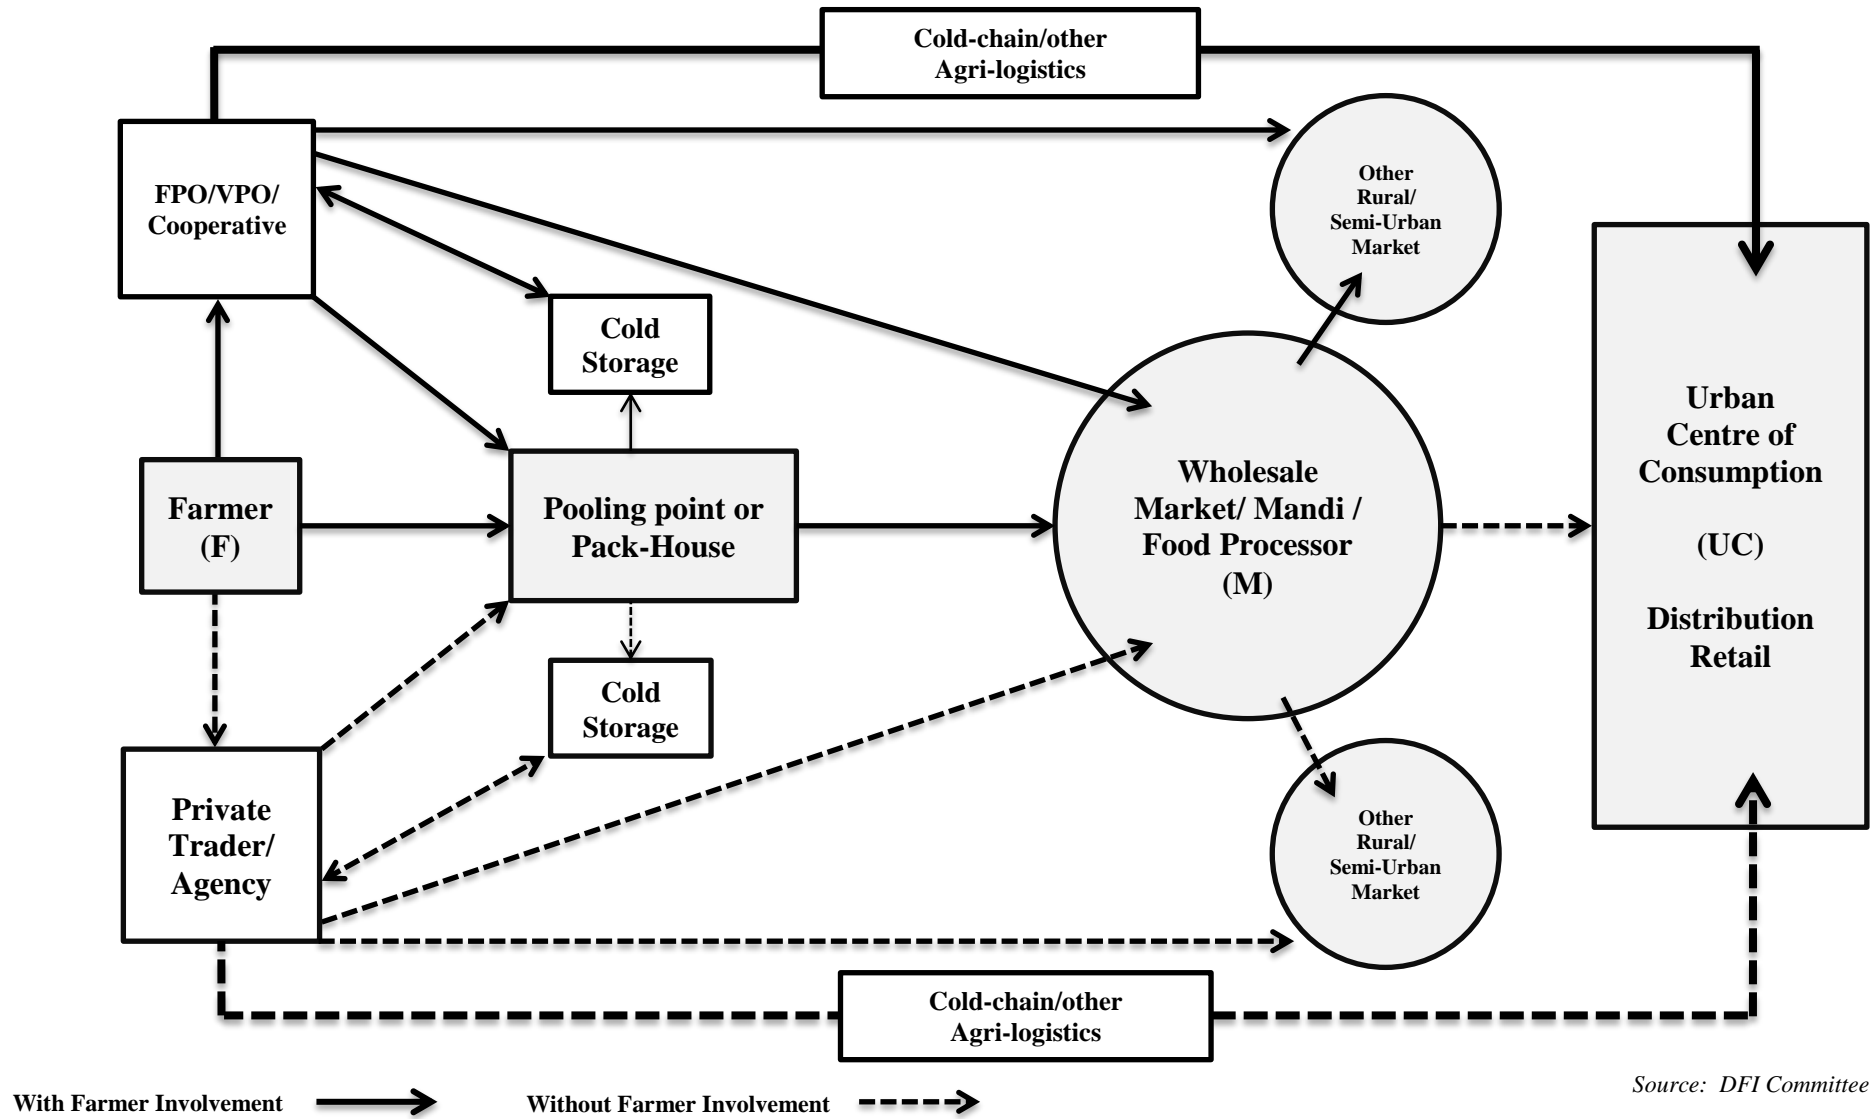 Cold-chain/other
Agri-logistics
FPO/VPO/
Cooperative
Other
Rural/
Semi-Urban
Market
Cold
Storage
Farmer
(F)
Pooling point or
Pack-House
Wholesale
Market/ Mandi /
Food Processor
(M)
Urban
Centre of
Consumption
(UC)
Distribution
Retail
Cold
Storage
Private
Trader/
Agency
Other
Rural/
Semi-Urban
Market
Cold-chain/other
Agri-logistics
Source: DFI Committee
With Farmer Involvement
Without Farmer Involvement